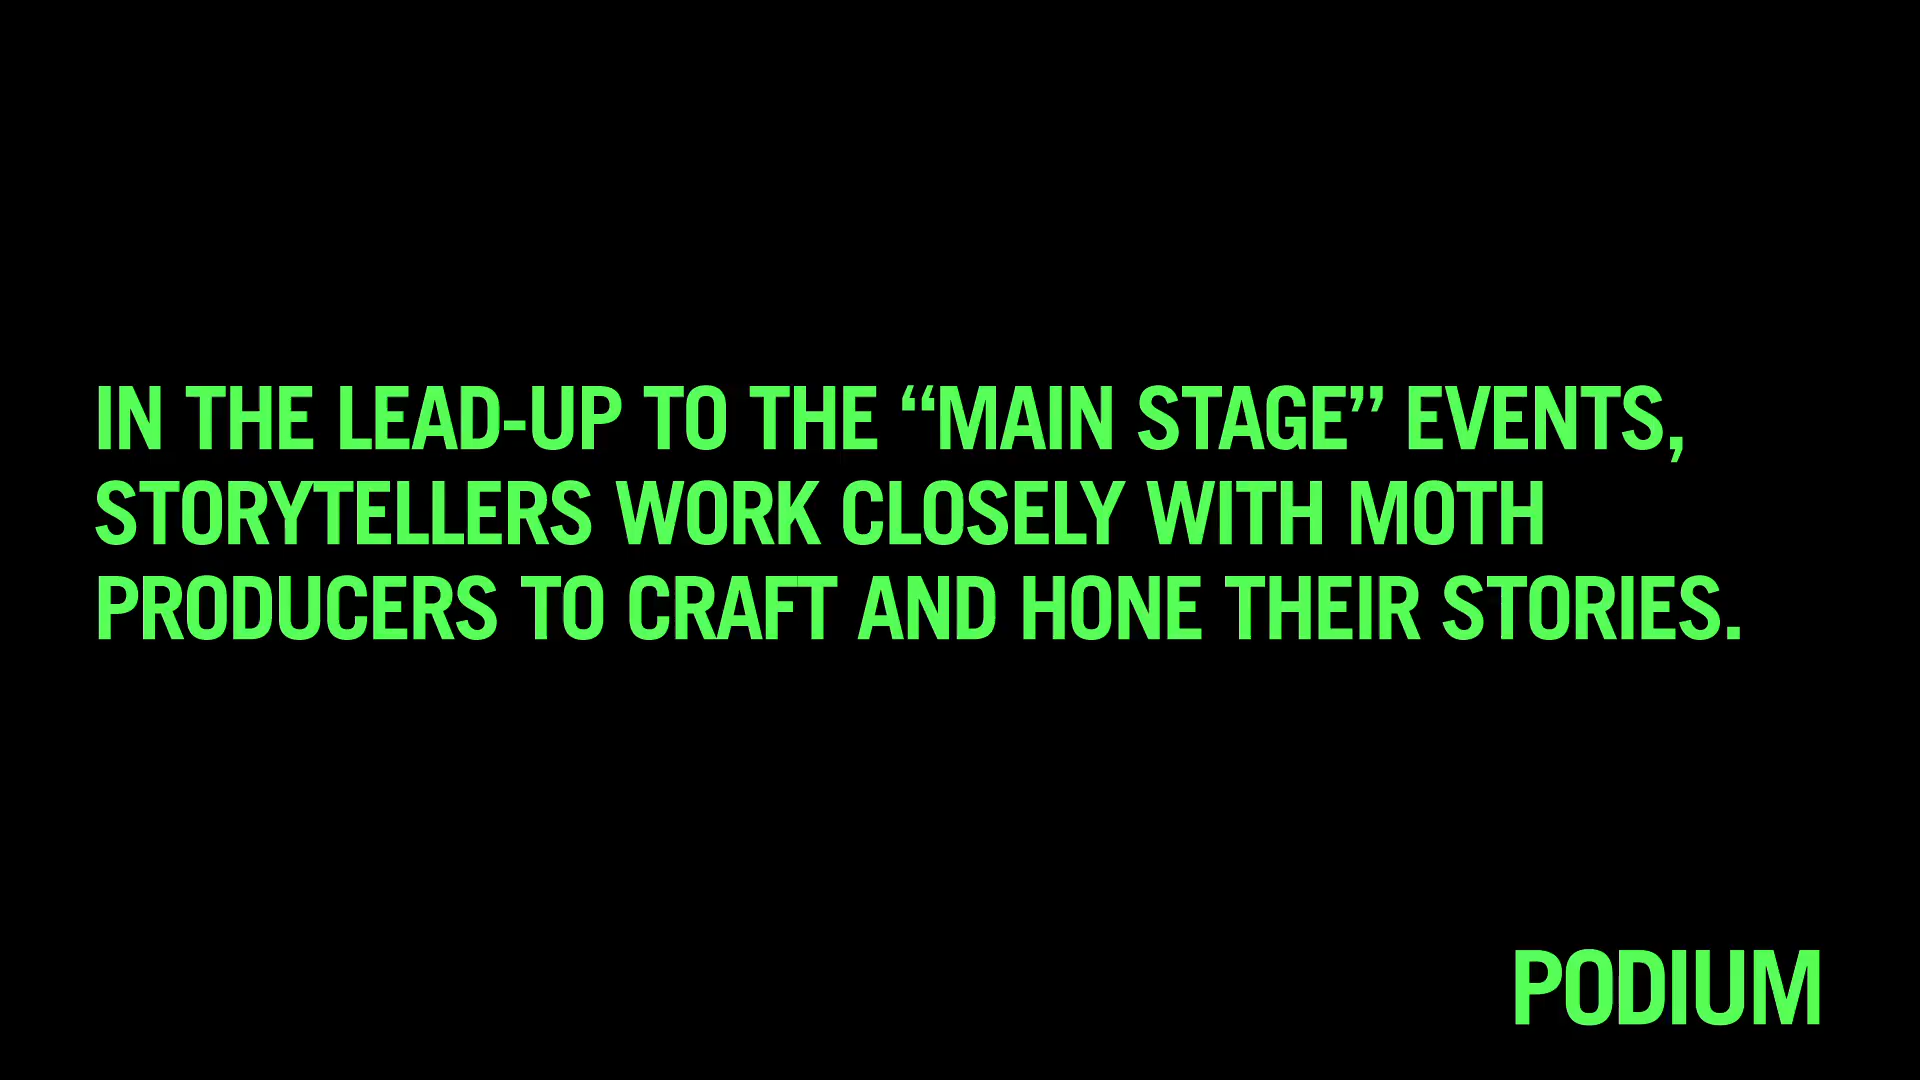 IN THE LEAD-UP TO THE “MAIN STAGE” EVENTS,
STORYTELLERS WORK CLOSELY WITH MOTH
PRODUCERS TO CRAFT AND HONE THEIR STORIES.
PODIUM